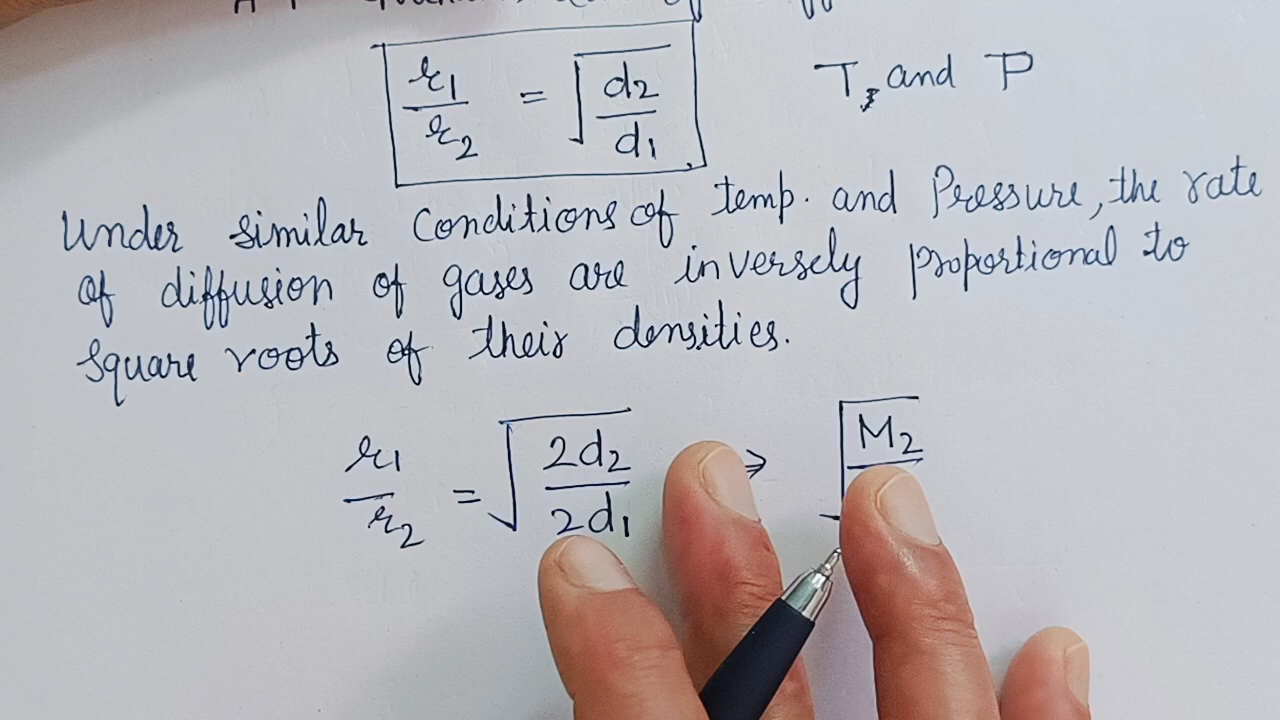 r1/r2 = √(d2/d1) T, and P
Under similar Conditions of temp. and Pressure, the rate
of diffusion of gases are inversely proportional to
square roots of their densities.
r1/r2 = √(2d2/2d1) ⇒ √M2